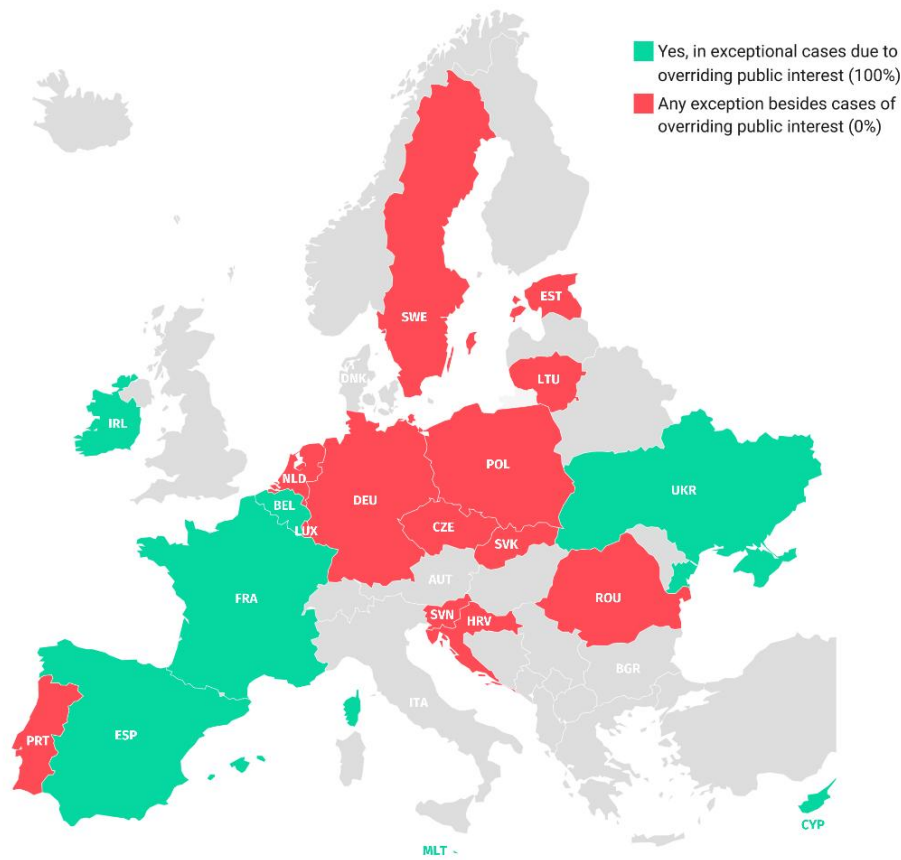 Yes, in exceptional cases due to
overriding public interest (100%)
Any exception besides cases of
overriding public interest (0%)
SWE
EST
DNK
LTU
IRL
NLD
POL
BEL
DEU
UKR
LUX
CZE
SVK
AUT
FRA
ROU
SVN
HRV
BGR
ITA
PRT
ESP
CYP
MLT